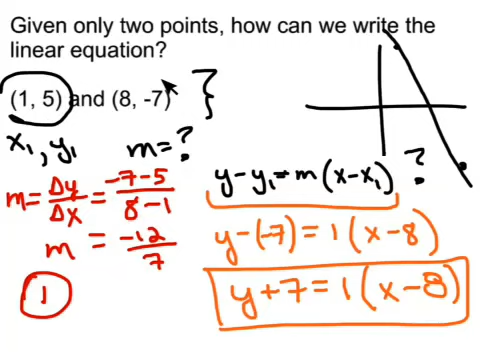 Given only two points, how can we write the
linear equation?
(1, 5) and (8, -7)
x₁, y₁ m=?
m = Δy/Δx = -7-5/8-1
m = -12/7
1
y-y₁=m(x-x₁) ?
y-(-7)=1(x-8)
y+7=1(x-8)